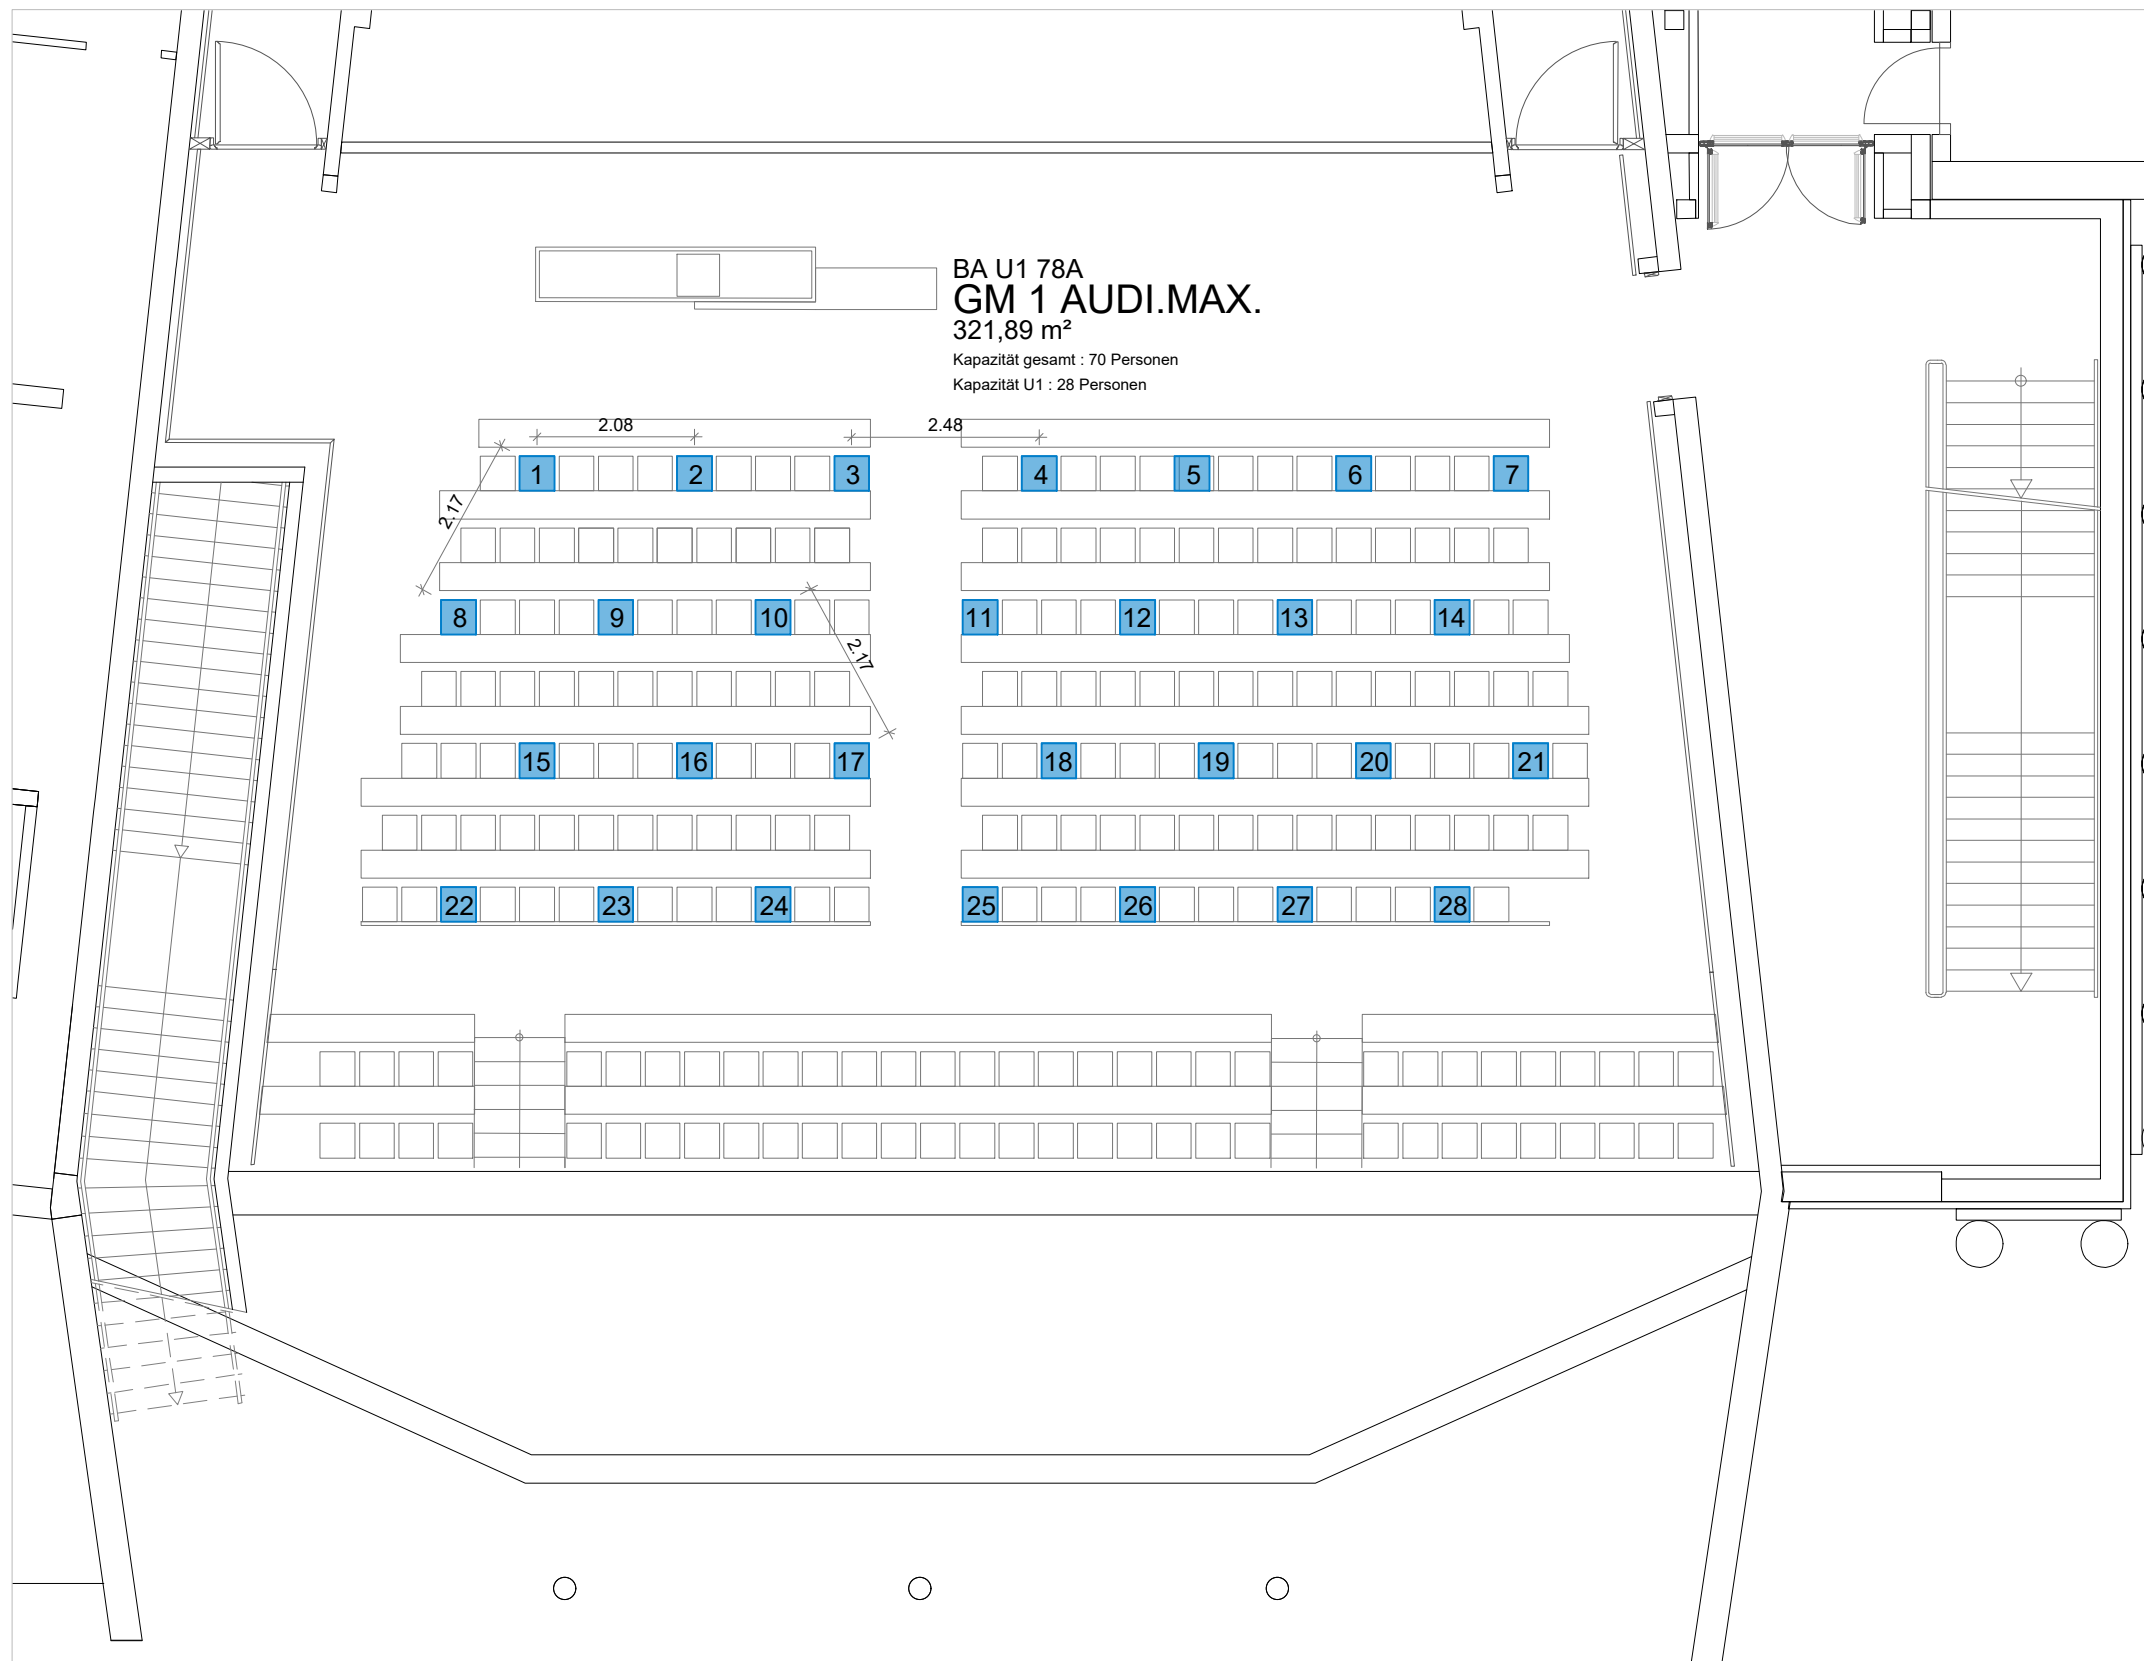 BA U1 78A
GM 1 AUDI.MAX.
321,89 m²
Kapazität gesamt : 70 Personen
Kapazität U1 : 28 Personen
2.08
2.48
1 2 3 4 5 6 7
2.17
8 9 10 11 12 13 14
2.17
15 16 17 18 19 20 21
22 23 24 25 26 27 28